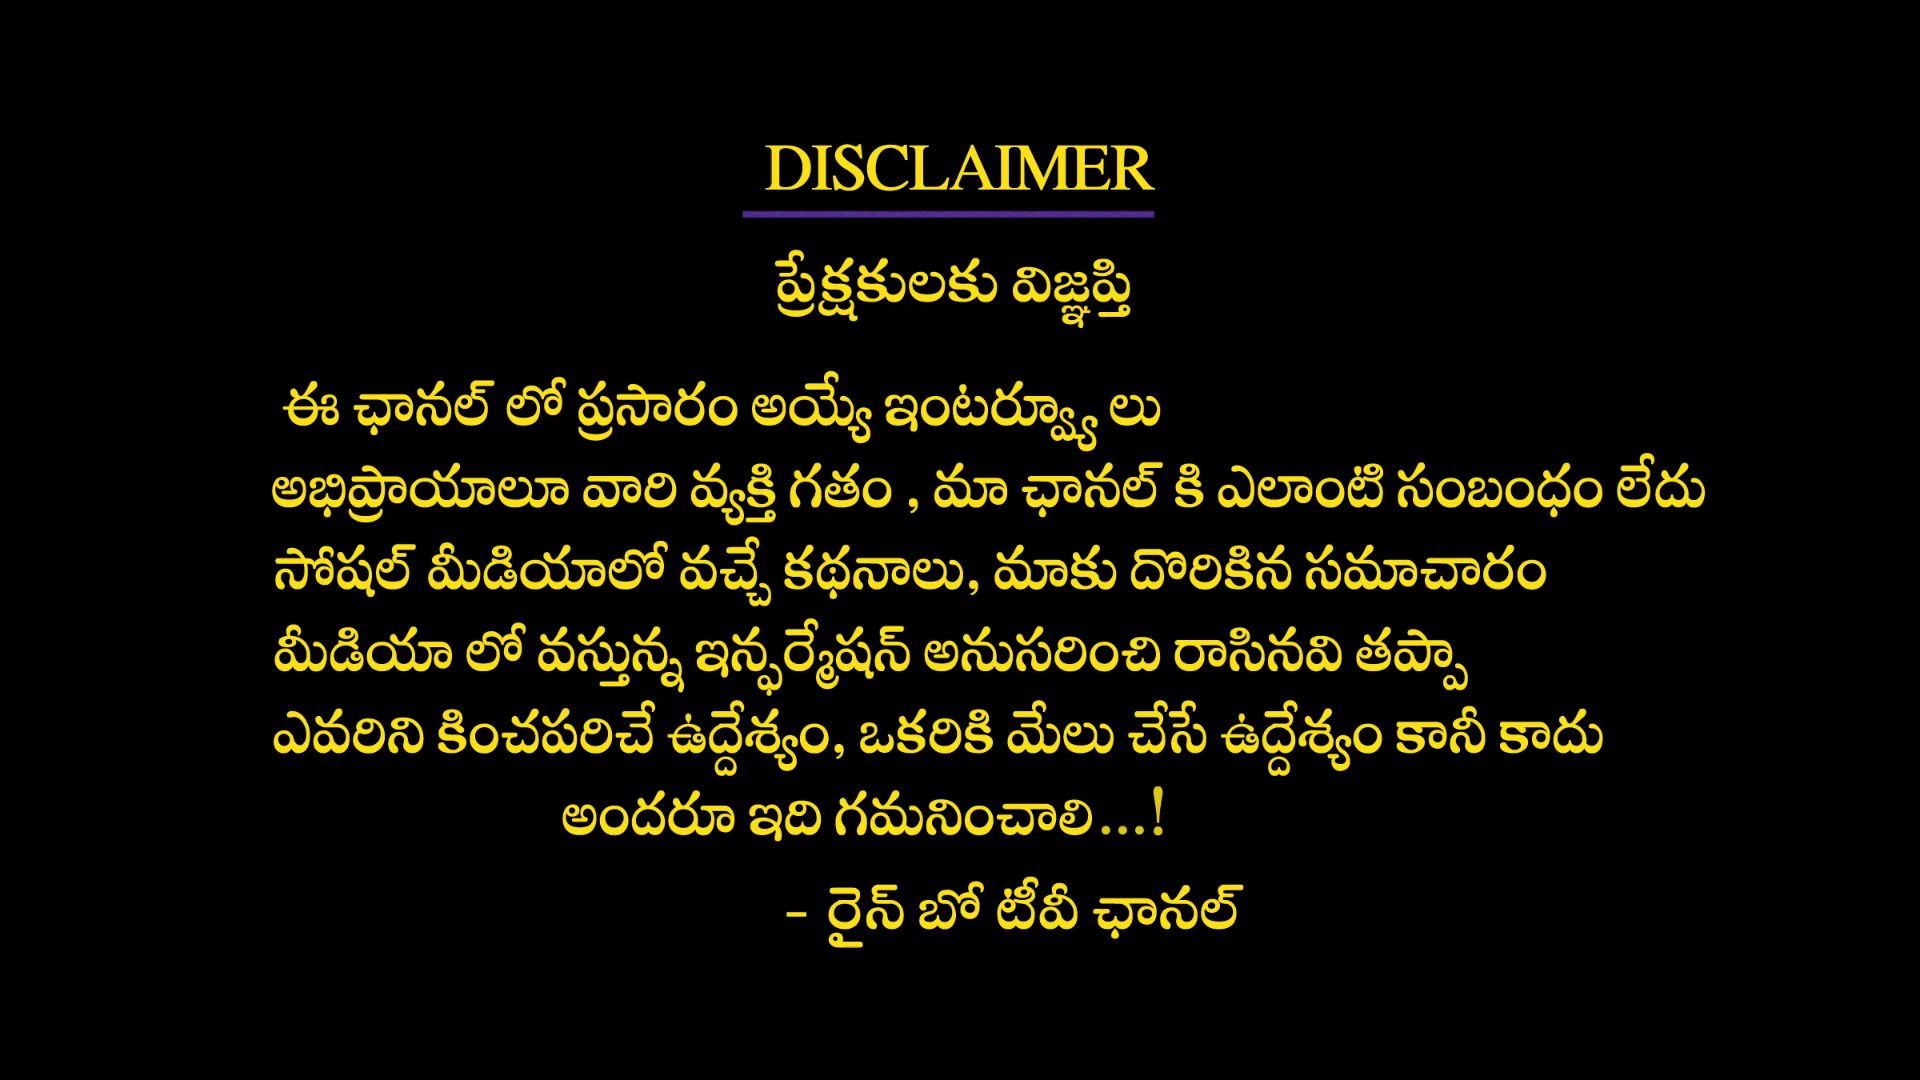 DISCLAIMER
ప్రేక్షకులకు విజ్ఞప్తి
ఈ ఛానల్ లో ప్రసారం అయ్యే ఇంటర్వ్యూ లు
అభిప్రాయాలూ వారి వ్యక్తి గతం , మా ఛానల్ కి ఎలాంటి సంబంధం లేదు
సోషల్ మీడియాలో వచ్చే కథనాలు, మాకు దొరికిన సమాచారం
మీడియా లో వస్తున్న ఇన్ఫర్మేషన్ అనుసరించి రాసినవి తప్పా
ఎవరిని కించపరిచే ఉద్దేశ్యం, ఒకరికి మేలు చేసే ఉద్దేశ్యం కానీ కాదు
అందరూ ఇది గమనించాలి...!
- రైన్ బో టీవీ ఛానల్